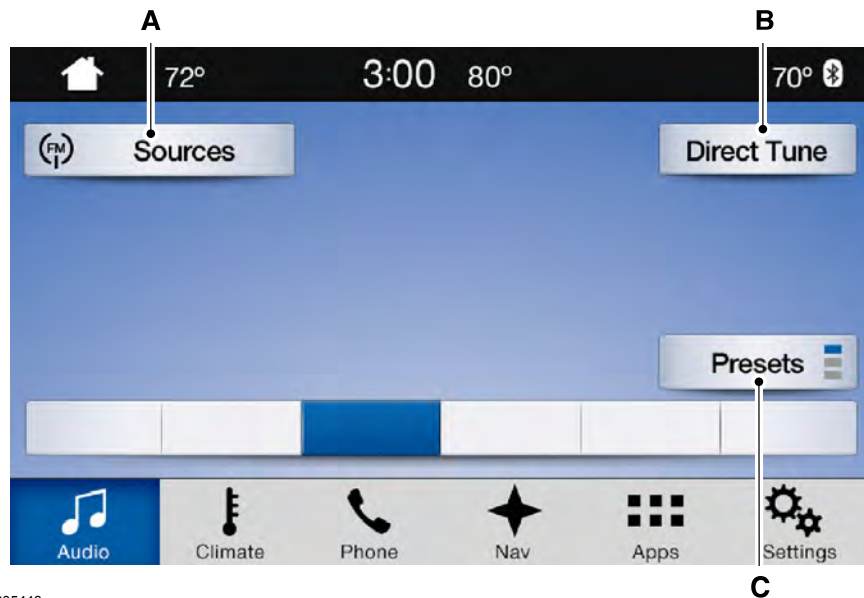 A B
72° 3:00 80° 70°
FM Sources Direct Tune
Presets
Audio Climate Phone Nav Apps Settings
C